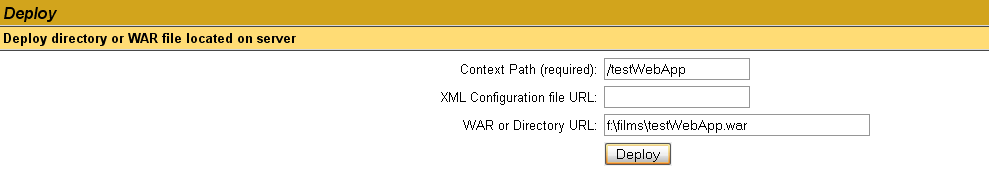 Deploy
Deploy directory or WAR file located on server
Context Path (required): /testWebApp
XML Configuration file URL:
WAR or Directory URL: f:\films\testWebApp.war
Deploy